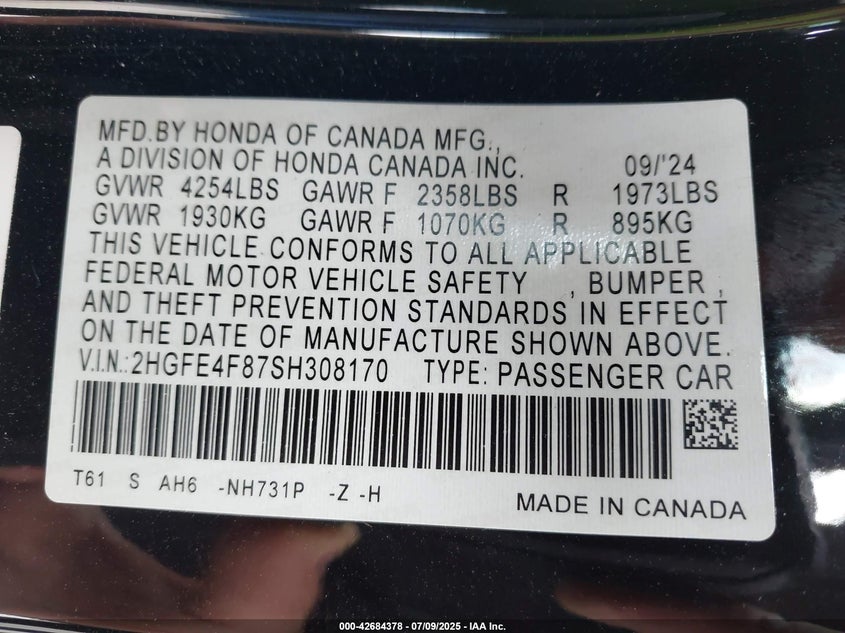 MFD.BY HONDA OF CANADA MFG.,
A DIVISION OF HONDA CANADA INC. 09/'24
GVWR 4254LBS GAWR F 2358LBS R 1973LBS
GVWR 1930KG GAWR F 1070KG R 895KG
THIS VEHICLE CONFORMS TO ALL APPLICABLE
FEDERAL MOTOR VEHICLE SAFETY , BUMPER ,
AND THEFT PREVENTION STANDARDS IN EFFECT
ON THE DATE OF MANUFACTURE SHOWN ABOVE.
V.I.N.:2HGFE4F87SH308170 TYPE: PASSENGER CAR
T61 S AH6 -NH731P -Z -H
MADE IN CANADA
000-42684378 - 07/09/2025 - IAA Inc.